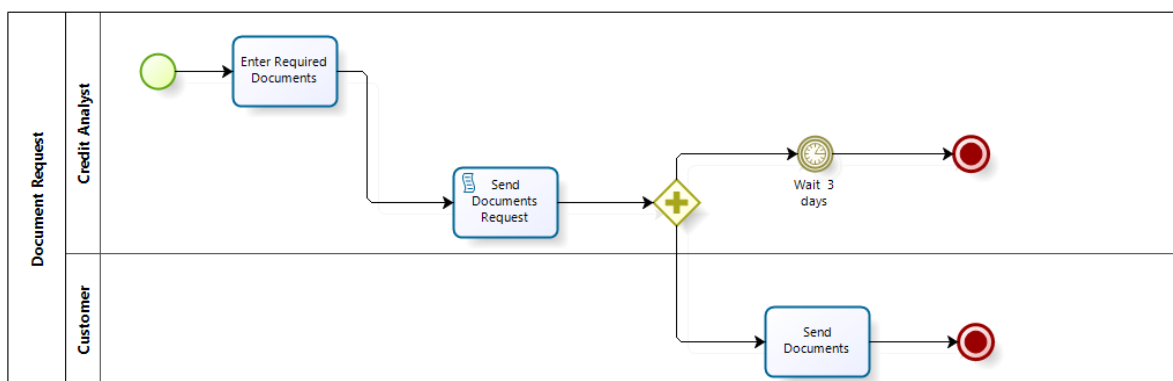 Document Request
Credit Analyst
Enter Required
Documents
Send
Documents
Request
Wait 3
days
Customer
Send
Documents